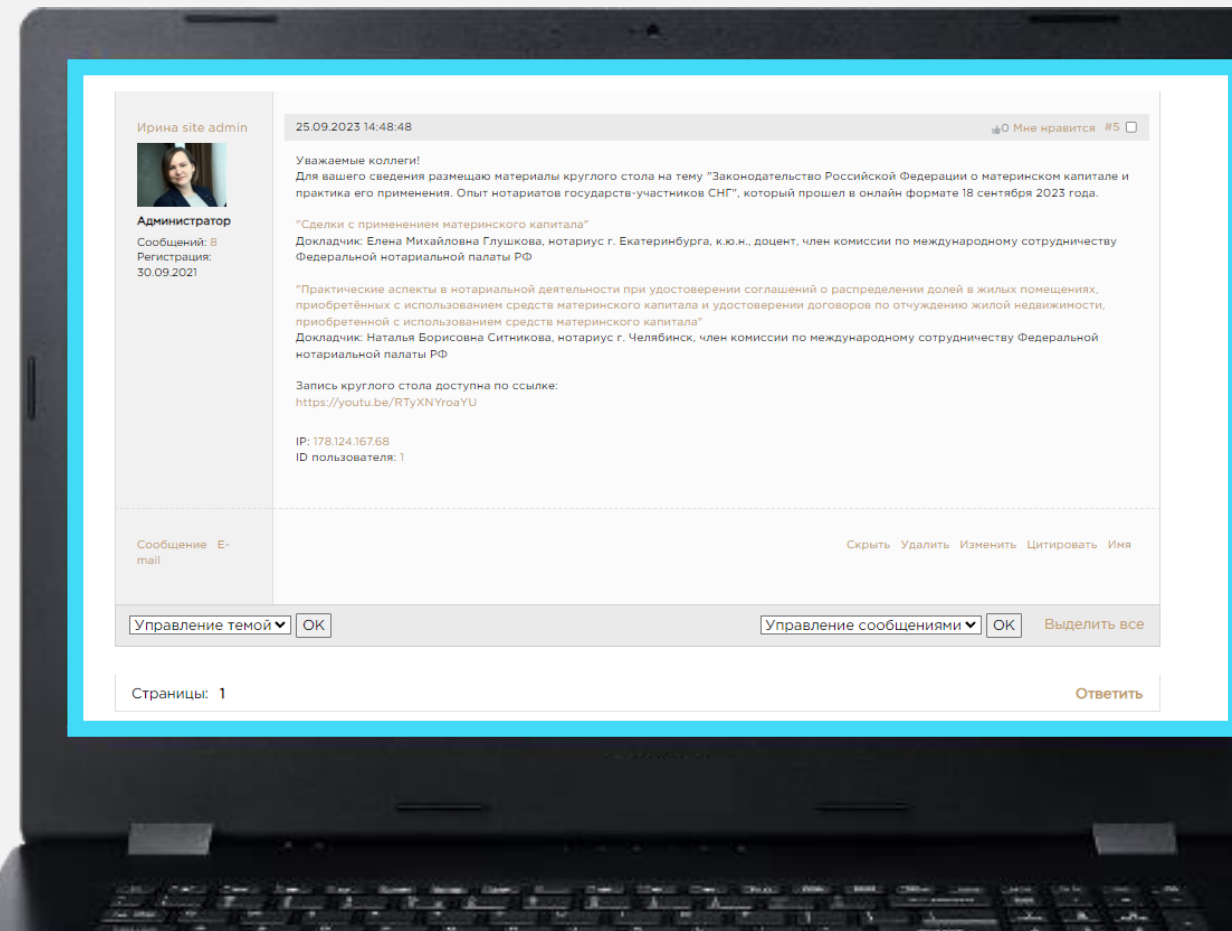 Ирина site admin
Администратор
Сообщений: 8
Регистрация:
30.09.2021
25.09.2023 14:48:48
0 Мне нравится #5
Уважаемые коллеги!
Для вашего сведения размещаю материалы круглого стола на тему "Законодательство Российской Федерации о материнском капитале и
практика его применения. Опыт нотариатов государств-участников СНГ", который прошел в онлайн формате 18 сентября 2023 года.
"Сделки с применением материнского капитала"
Докладчик: Елена Михайловна Глушкова, нотариус г. Екатеринбурга, к.ю.н., доцент, член комиссии по международному сотрудничеству
Федеральной нотариальной палаты РФ
"Практические аспекты в нотариальной деятельности при удостоверении соглашений о распределении долей в жилых помещениях,
приобретённых с использованием средств материнского капитала и удостоверении договоров по отчуждению жилой недвижимости,
приобретенной с использованием средств материнского капитала"
Докладчик: Наталья Борисовна Ситникова, нотариус г. Челябинск, член комиссии по международному сотрудничеству Федеральной
нотариальной палаты РФ
Запись круглого стола доступна по ссылке:
https://youtu.be/RTyXNYroaYU
IP: 178.124.167.68
ID пользователя: 1
Сообщение E-
mail
Скрыть Удалить Изменить Цитировать Имя
Управление темой OK
Управление сообщениями OK Выделить все
Страницы: 1
Ответить